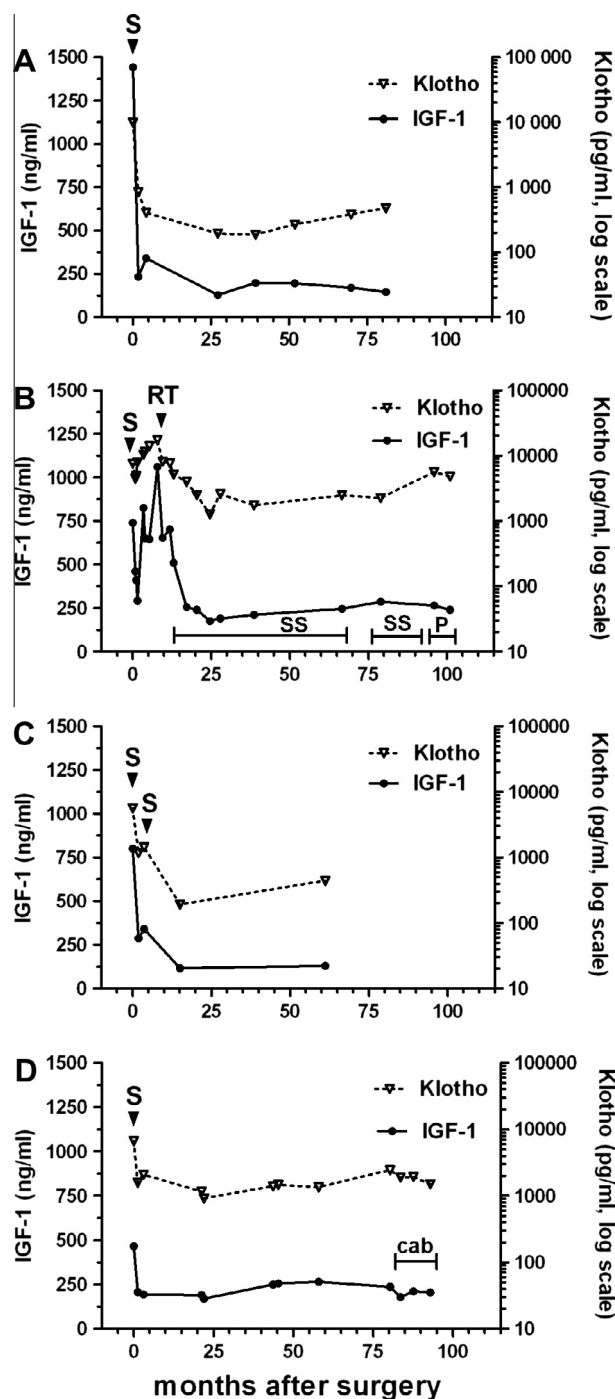 A
S
1500
1250
1000
750
500
250
0
IGF-1 (ng/ml)
Klotho
IGF-1
100 000
10 000
1 000
100
10
Klotho (pg/ml, log scale)
0 25 50 75 100
B
S
RT
1500
1250
1000
750
500
250
0
IGF-1 (ng/ml)
Klotho
IGF-1
SS
SS
P
100000
10000
1000
100
10
Klotho (pg/ml, log scale)
0 25 50 75 100
C
S
S
1500
1250
1000
750
500
250
0
IGF-1 (ng/ml)
Klotho
IGF-1
100000
10000
1000
100
10
Klotho (pg/ml, log scale)
0 25 50 75 100
D
S
1500
1250
1000
750
500
250
0
IGF-1 (ng/ml)
Klotho
IGF-1
cab
100000
10000
1000
100
10
Klotho (pg/ml, log scale)
0 25 50 75 100
months after surgery